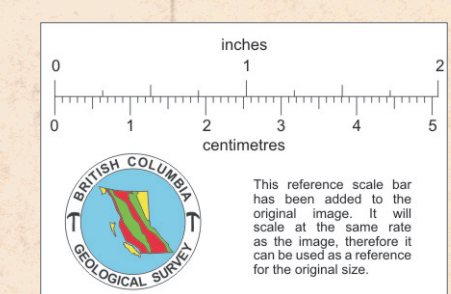 inches
0 1 2
0 1 2 3 4 5
centimetres
BRITISH COLUMBIA
GEOLOGICAL SURVEY
This reference scale bar
has been added to the
original image. It will
scale at the same rate
as the image, therefore it
can be used as a reference
for the original size.